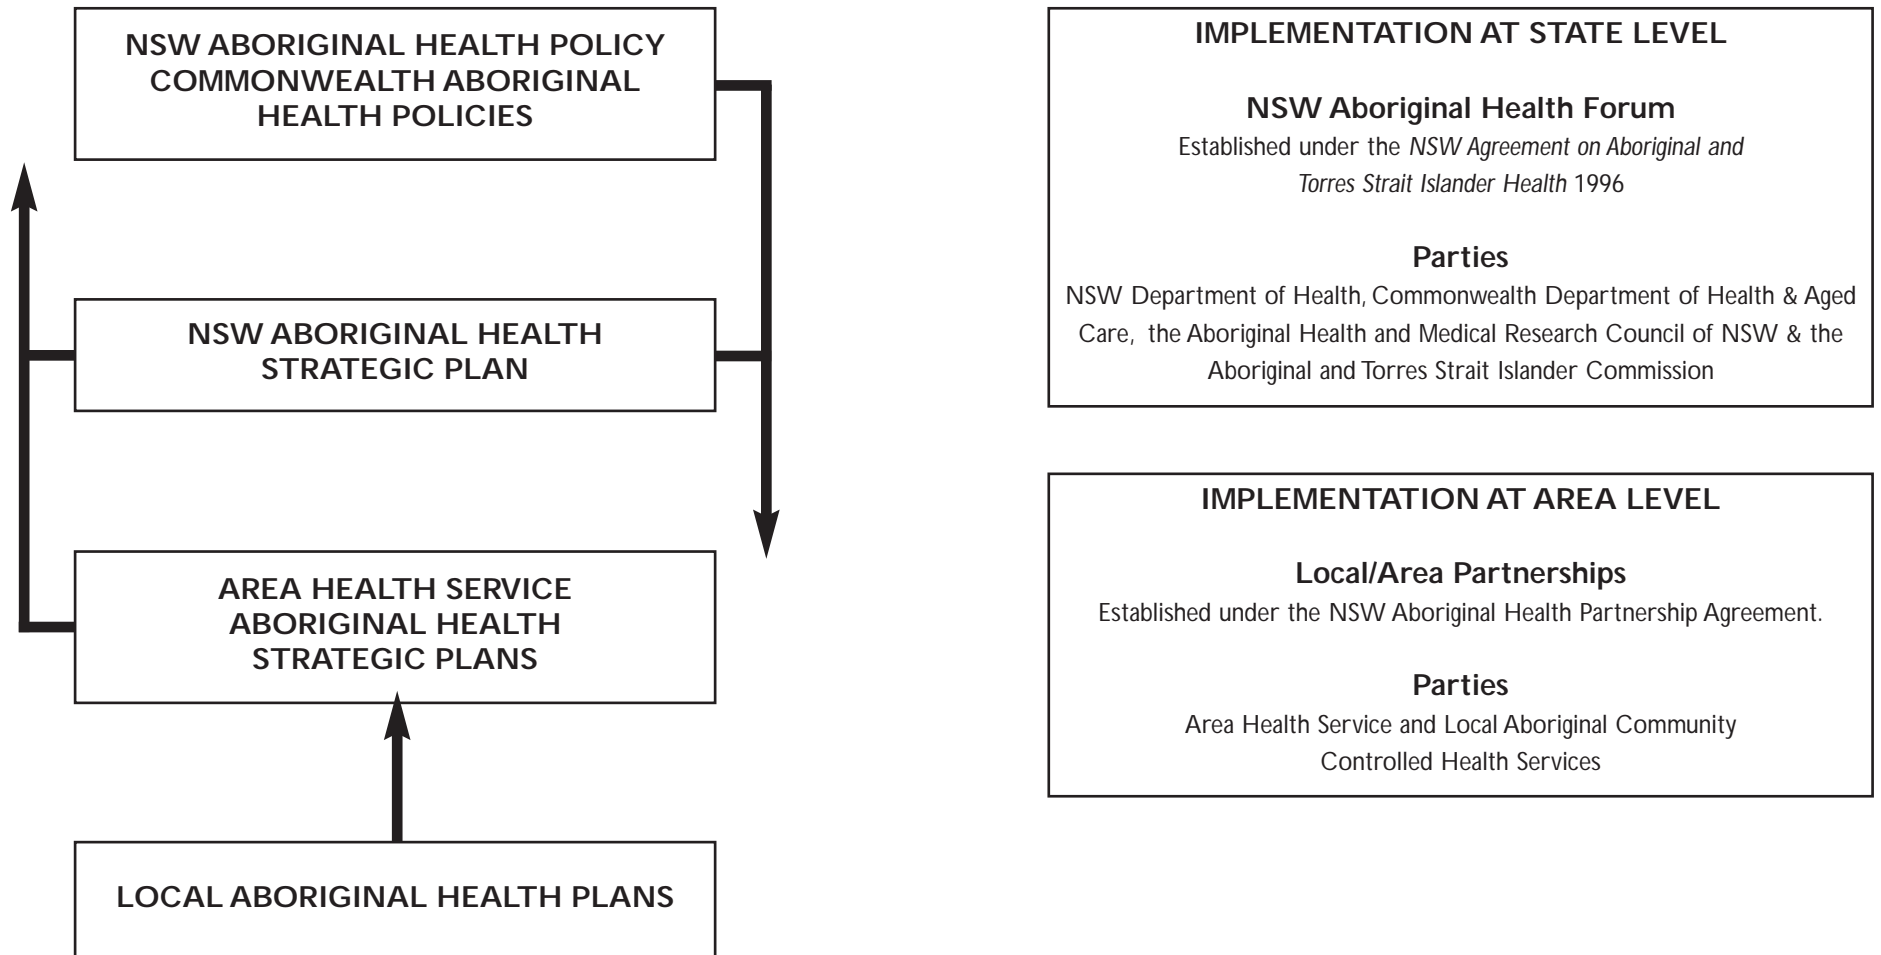 NSW ABORIGINAL HEALTH POLICY
COMMONWEALTH ABORIGINAL
HEALTH POLICIES
NSW ABORIGINAL HEALTH
STRATEGIC PLAN
AREA HEALTH SERVICE
ABORIGINAL HEALTH
STRATEGIC PLANS
LOCAL ABORIGINAL HEALTH PLANS
IMPLEMENTATION AT STATE LEVEL
NSW Aboriginal Health Forum
Established under the NSW Agreement on Aboriginal and
Torres Strait Islander Health 1996
Parties
NSW Department of Health, Commonwealth Department of Health & Aged
Care, the Aboriginal Health and Medical Research Council of NSW & the
Aboriginal and Torres Strait Islander Commission
IMPLEMENTATION AT AREA LEVEL
Local/Area Partnerships
Established under the NSW Aboriginal Health Partnership Agreement.
Parties
Area Health Service and Local Aboriginal Community
Controlled Health Services